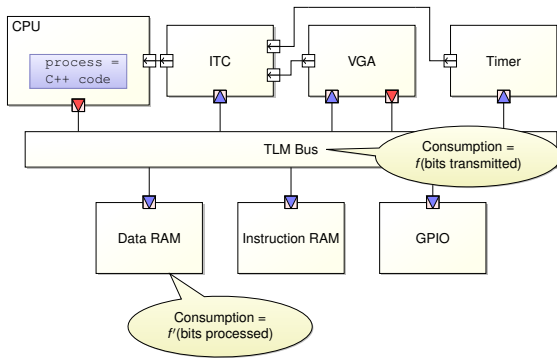 CPU
process =
C++ code
ITC
VGA
Timer
TLM Bus
Consumption =
f(bits transmitted)
Data RAM
Instruction RAM
GPIO
Consumption =
f'(bits processed)